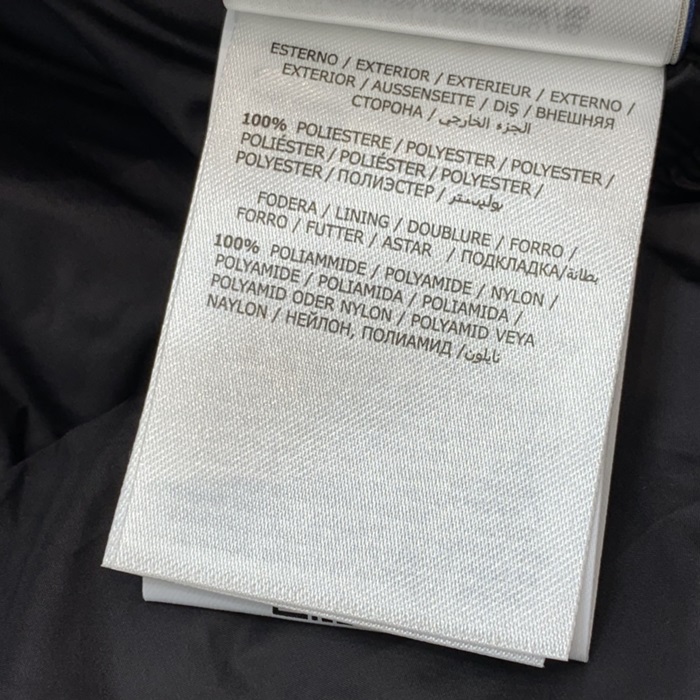 ESTERNO / EXTERIOR / EXTERIEUR / EXTERNO /
EXTERIOR / AUSSENSEITE / DIŞ / ВНЕШНЯЯ
СТОРОНА / الجزء الخارجي
100% POLIESTERE / POLYESTER / POLYESTER /
POLIÉSTER / POLIÉSTER / POLYESTER /
POLYESTER / ПОЛИЭСТЕР / بوليستر
FODERA / LINING / DOUBLURE / FORRO /
FORRO / FUTTER / ASTAR / ПОДКЛАДКА/بطانة
100% POLIAMMIDE / POLYAMIDE / NYLON /
POLYAMIDE / POLIAMIDA / POLIAMIDA /
POLYAMID ODER NYLON / POLYAMID VEYA
NAYLON / НЕЙЛОН, ПОЛИАМИД /نايلون